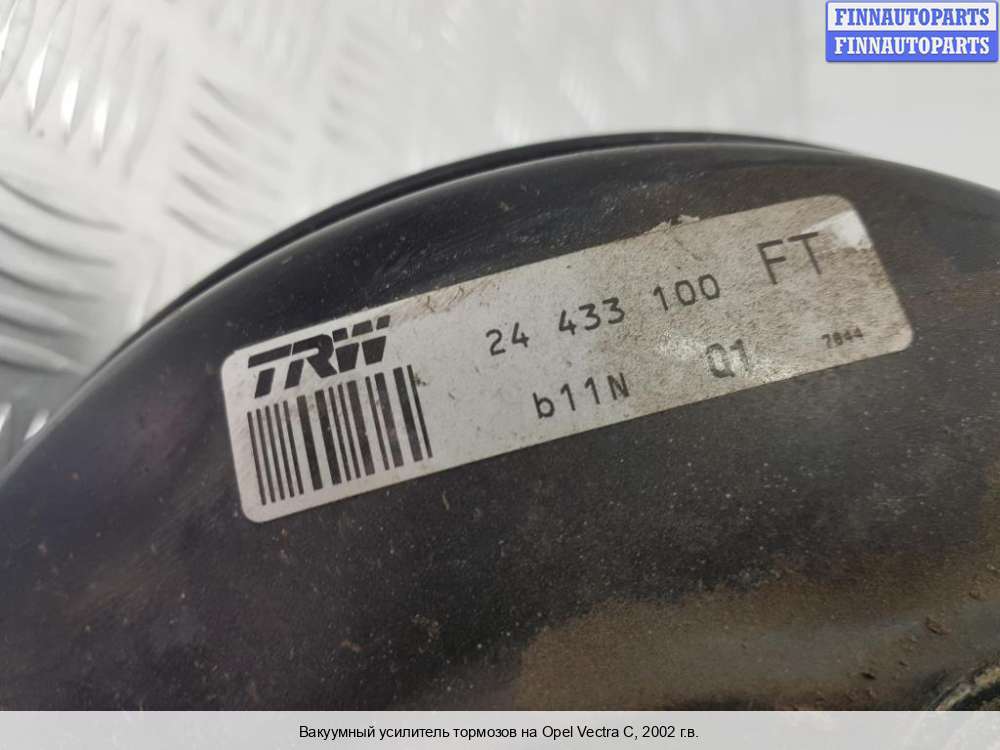 FINNAUTOPARTS
FINNAUTOPARTS
TRW 24 433 100 FT
b11N Q1 7844
Вакуумный усилитель тормозов на Opel Vectra C, 2002 г.в.